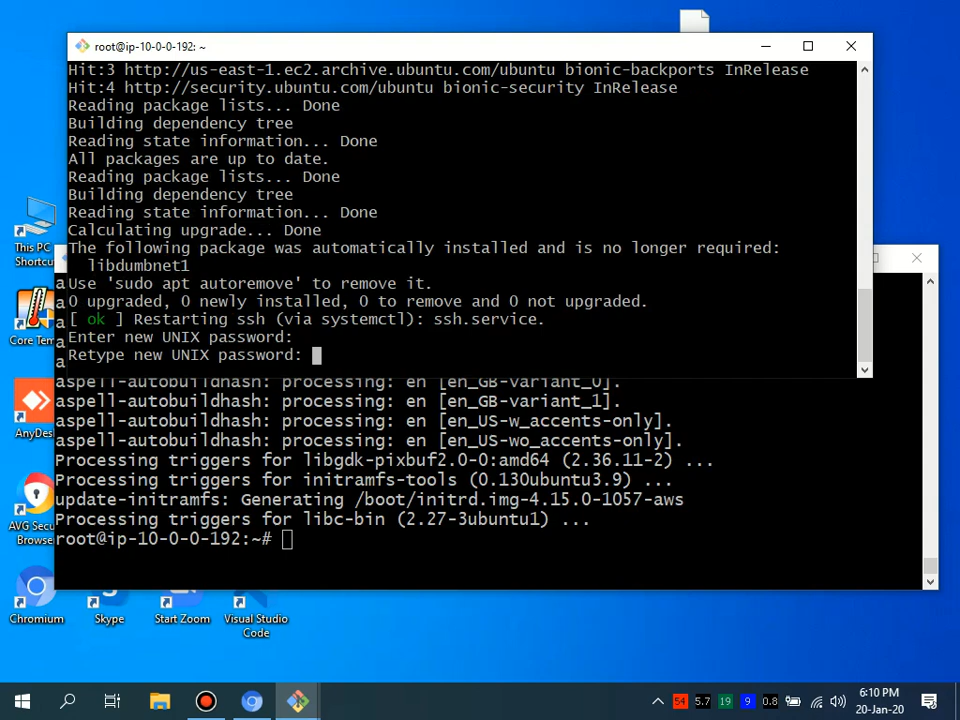 root@ip-10-0-0-192: ~
Hit:3 http://us-east-1.ec2.archive.ubuntu.com/ubuntu bionic-backports InRelease
Hit:4 http://security.ubuntu.com/ubuntu bionic-security InRelease
Reading package lists... Done
Building dependency tree
Reading state information... Done
All packages are up to date.
Reading package lists... Done
Building dependency tree
Reading state information... Done
Calculating upgrade... Done
The following package was automatically installed and is no longer required:
libdumbnet1
Use 'sudo apt autoremove' to remove it.
0 upgraded, 0 newly installed, 0 to remove and 0 not upgraded.
[ ok ] Restarting ssh (via systemctl): ssh.service.
Enter new UNIX password:
Retype new UNIX password:
aspell-autobuildhash: processing: en [en_GB-variant_0].
aspell-autobuildhash: processing: en [en_GB-variant_1].
aspell-autobuildhash: processing: en [en_US-w_accents-only].
aspell-autobuildhash: processing: en [en_US-wo_accents-only].
Processing triggers for libgdk-pixbuf2.0-0:amd64 (2.36.11-2) ...
Processing triggers for initramfs-tools (0.130ubuntu3.9) ...
update-initramfs: Generating /boot/initrd.img-4.15.0-1057-aws
Processing triggers for libc-bin (2.27-3ubuntu1) ...
root@ip-10-0-0-192:~#
This PC
Shortcu
Core Tem
AnyDes
AVG Secu
Brows
Chromium
Skype
Start Zoom
Visual Studio
Code
54
5.7
19
9
0.8
6:10 PM
20-Jan-20